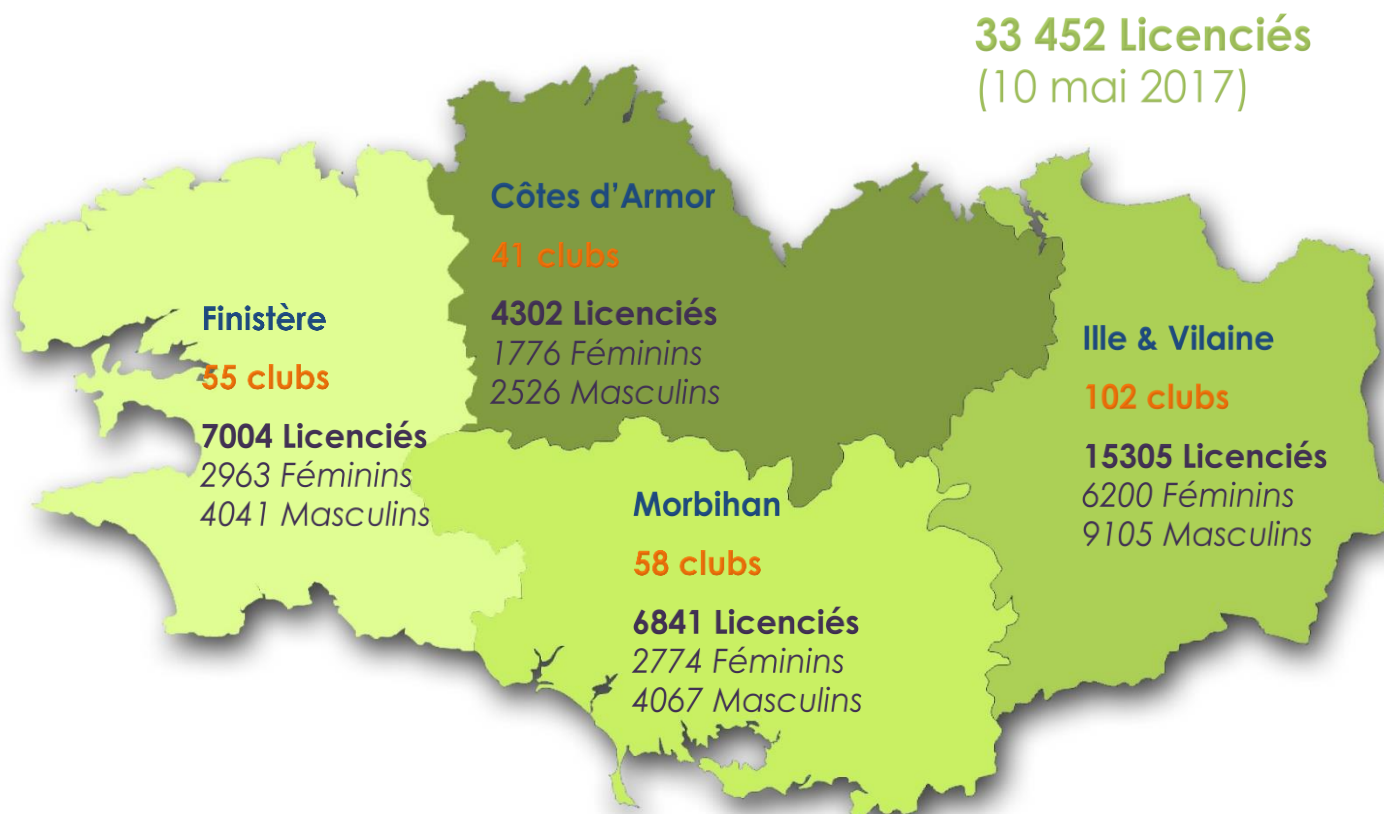 33 452 Licenciés
(10 mai 2017)
Côtes d'Armor
41 clubs
4302 Licenciés
1776 Féminins
2526 Masculins
Finistère
55 clubs
7004 Licenciés
2963 Féminins
4041 Masculins
Ille & Vilaine
102 clubs
15305 Licenciés
6200 Féminins
9105 Masculins
Morbihan
58 clubs
6841 Licenciés
2774 Féminins
4067 Masculins